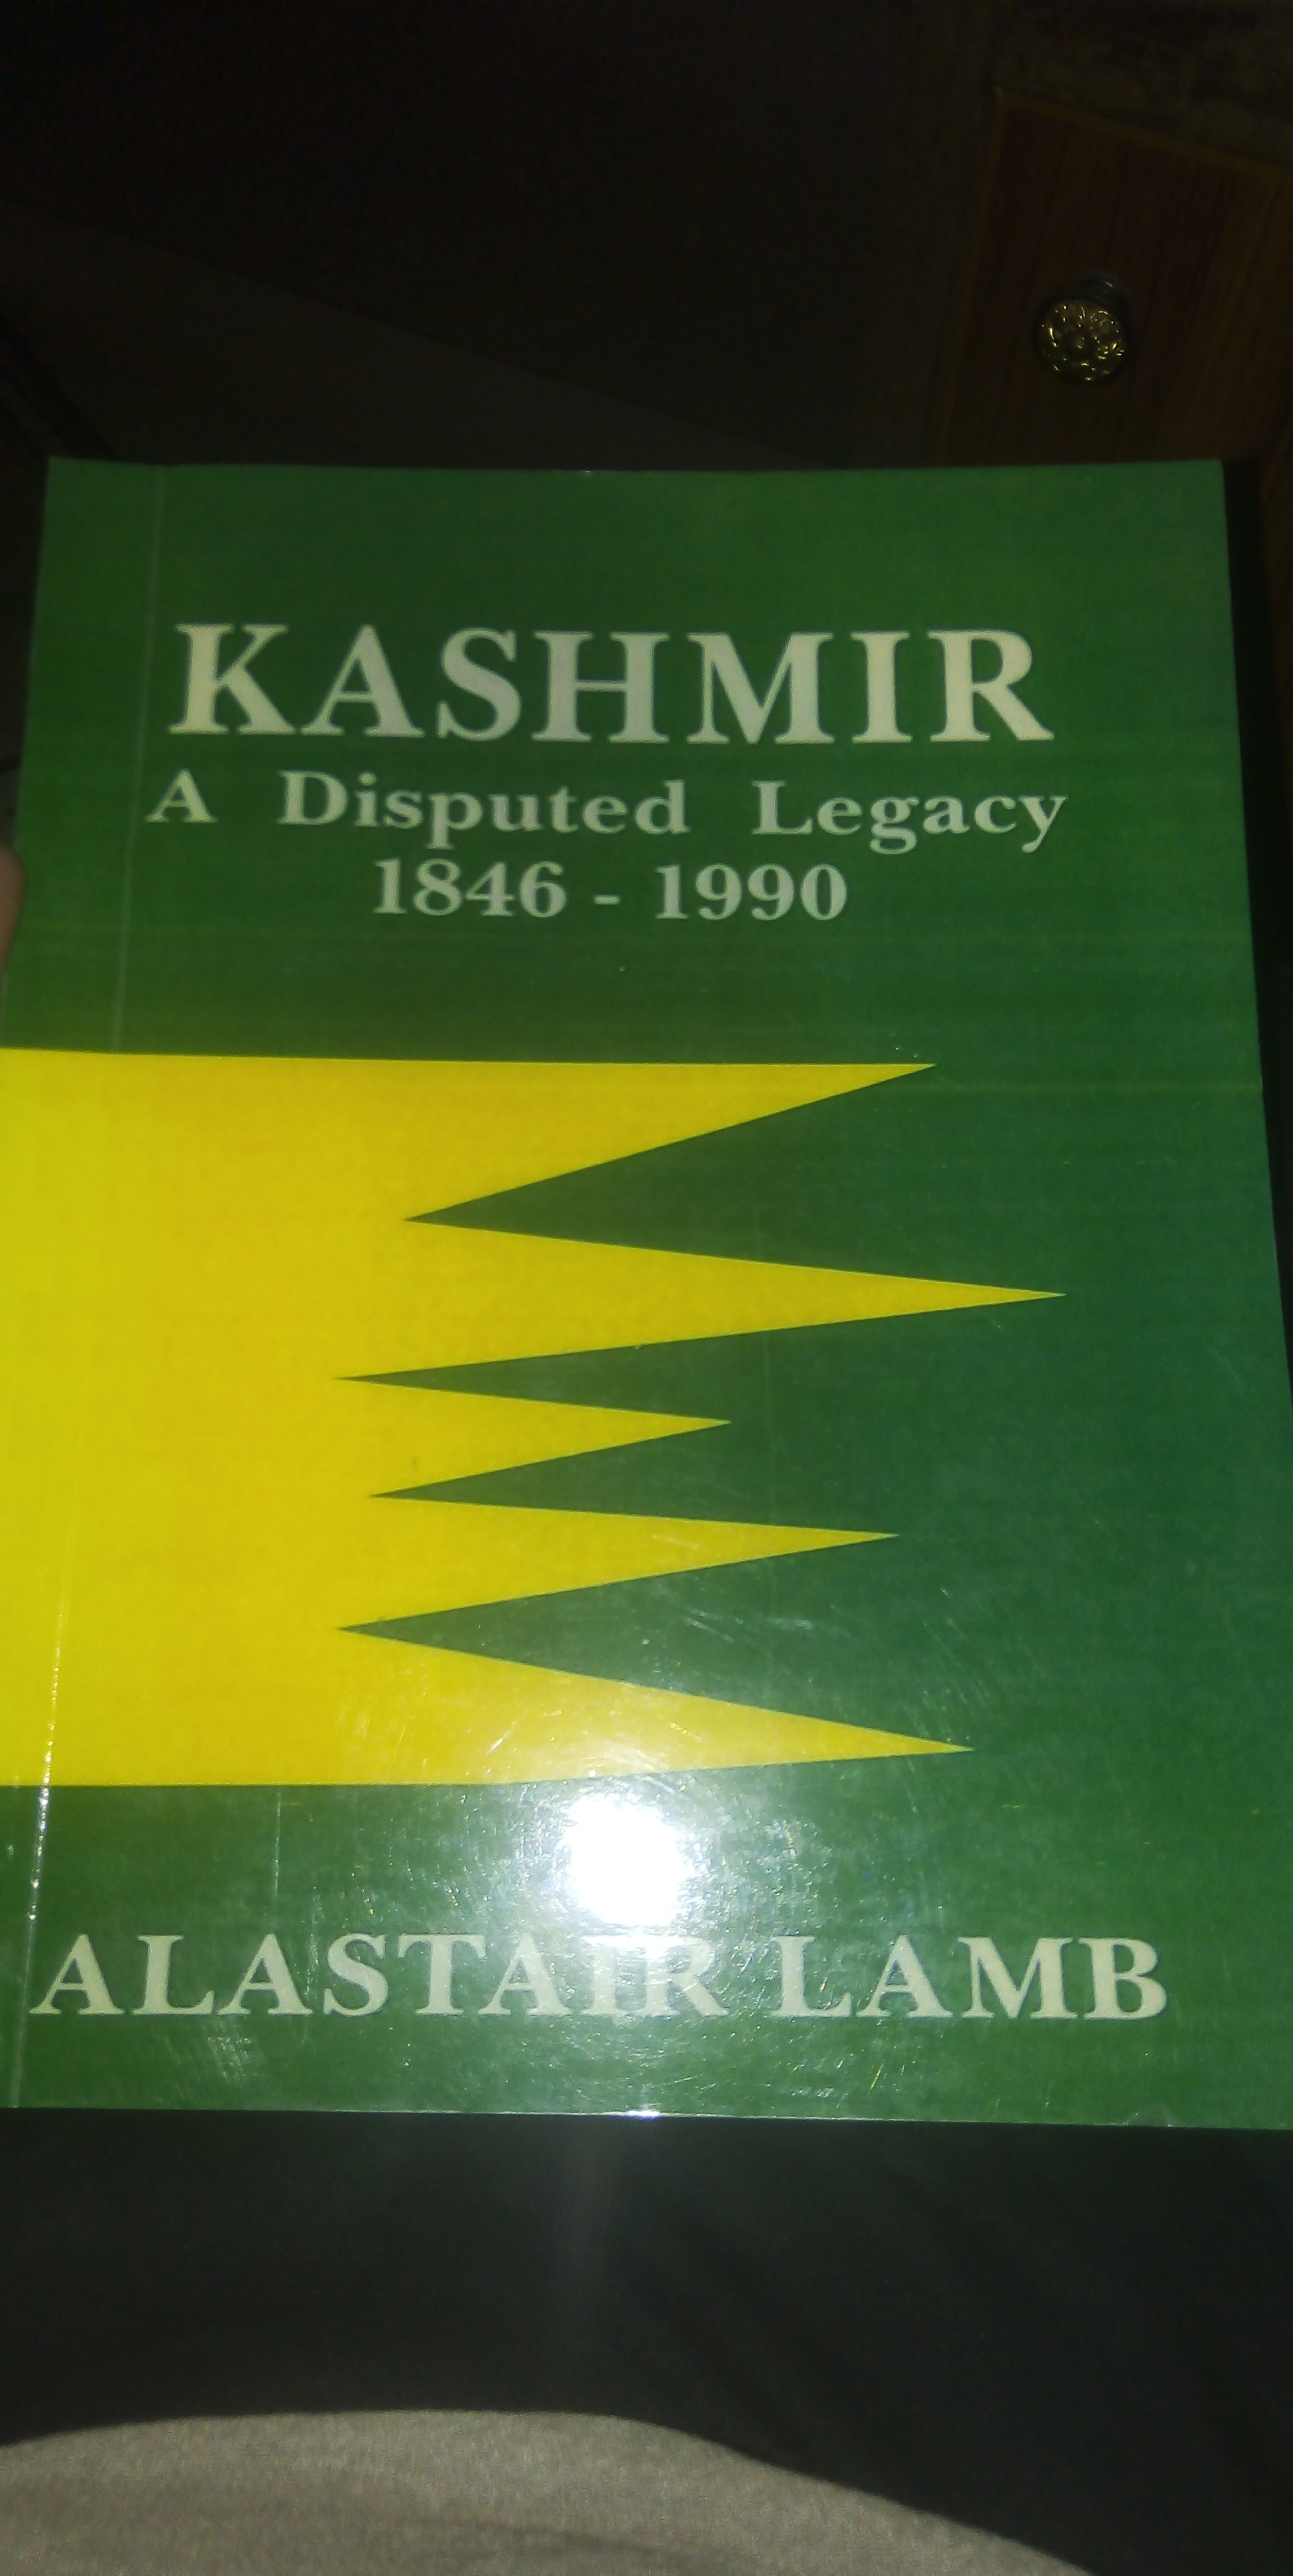 KASHMIR
A Disputed Legacy
1846 - 1990
ALASTAIR LAMB